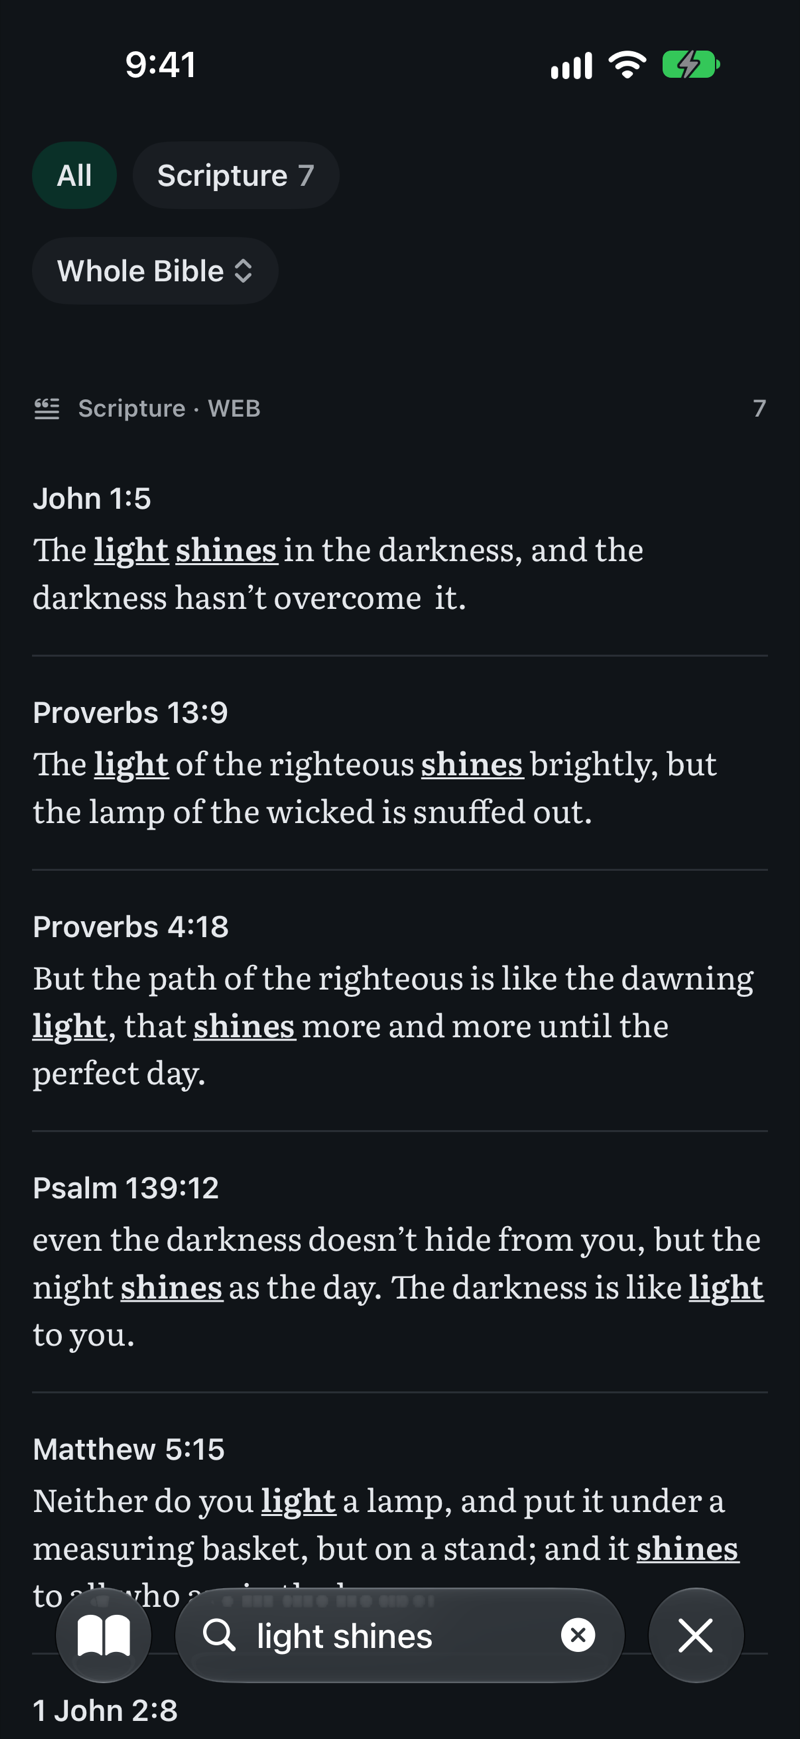 9:41
All
Scripture 7
Whole Bible
Scripture · WEB
7
John 1:5
The light shines in the darkness, and the
darkness hasn’t overcome it.
Proverbs 13:9
The light of the righteous shines brightly, but
the lamp of the wicked is snuffed out.
Proverbs 4:18
But the path of the righteous is like the dawning
light, that shines more and more until the
perfect day.
Psalm 139:12
even the darkness doesn’t hide from you, but the
night shines as the day. The darkness is like light
to you.
Matthew 5:15
Neither do you light a lamp, and put it under a
measuring basket, but on a stand; and it shines
to all who
light shines
1 John 2:8